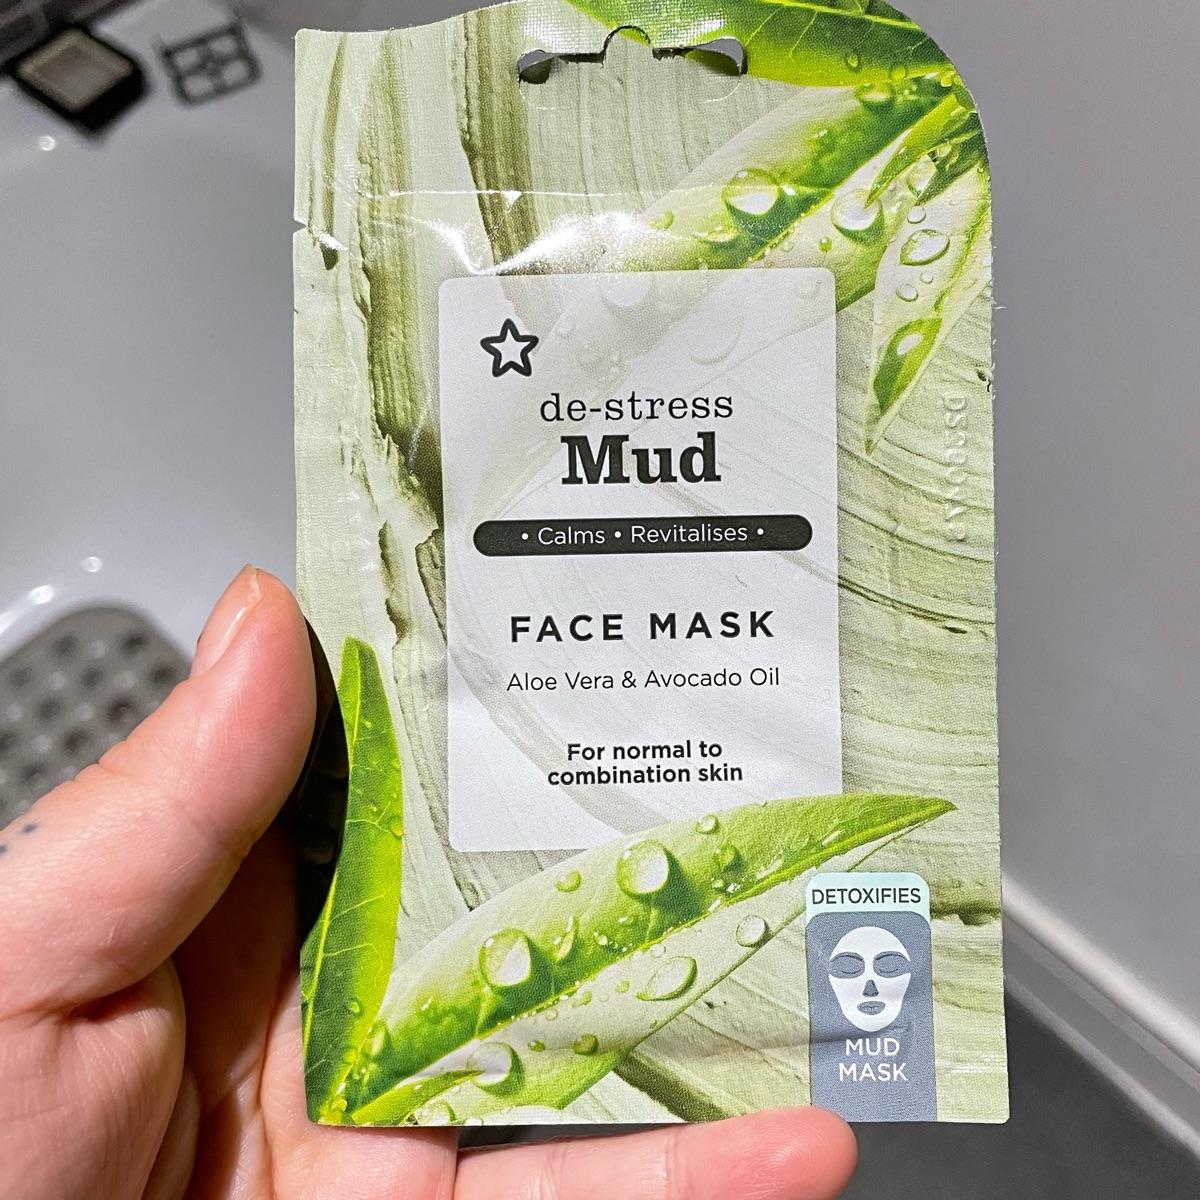 de-stress
Mud
• Calms • Revitalises •
FACE MASK
Aloe Vera & Avocado Oil
For normal to
combination skin
DETOXIFIES
MUD
MASK